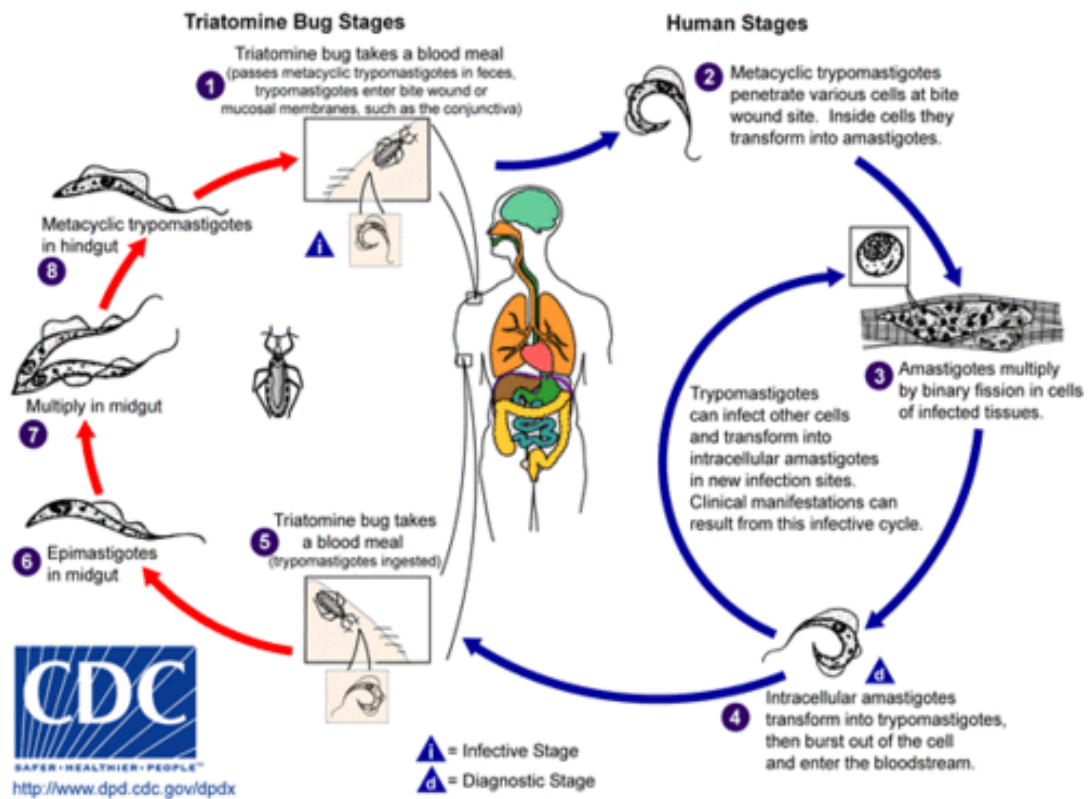 Triatomine Bug Stages
Human Stages
1
Triatomine bug takes a blood meal
(passes metacyclic trypomastigotes in feces,
trypomastigotes enter bite wound or
mucosal membranes, such as the conjunctiva)
i
2
Metacyclic trypomastigotes
penetrate various cells at bite
wound site. Inside cells they
transform into amastigotes.
3
Amastigotes multiply
by binary fission in cells
of infected tissues.
Trypomastigotes
can infect other cells
and transform into
intracellular amastigotes
in new infection sites.
Clinical manifestations can
result from this infective cycle.
d
4
Intracellular amastigotes
transform into trypomastigotes,
then burst out of the cell
and enter the bloodstream.
5
Triatomine bug takes
a blood meal
(trypomastigotes ingested)
6
Epimastigotes
in midgut
Multiply in midgut
7
Metacyclic trypomastigotes
in hindgut
8
i = Infective Stage
d = Diagnostic Stage
CDC
SAFER•HEALTHIER•PEOPLE™
http://www.dpd.cdc.gov/dpdx